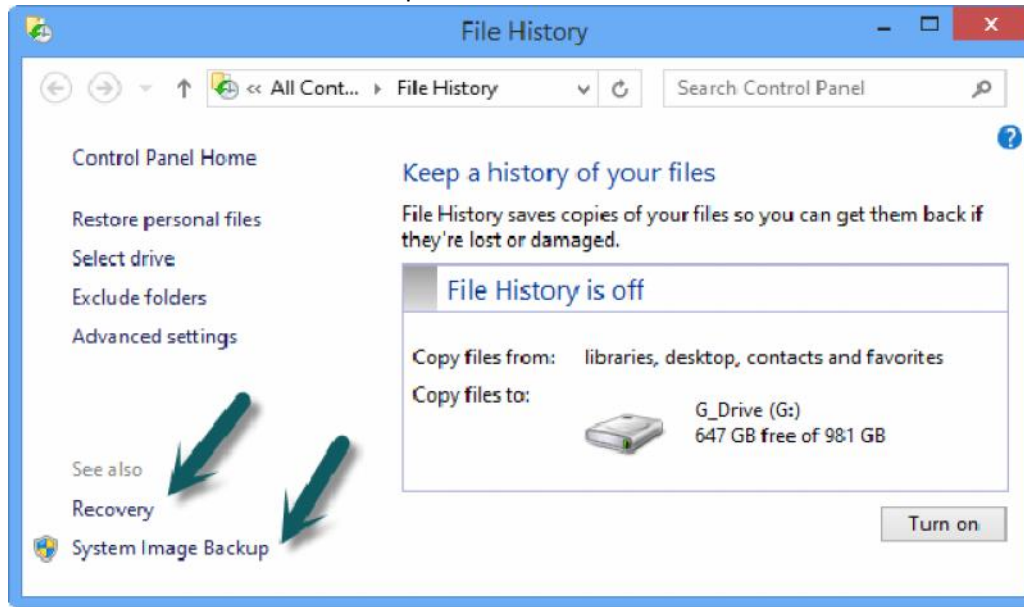 File History
« All Cont... ▸ File History
Search Control Panel
Control Panel Home
Restore personal files
Select drive
Exclude folders
Advanced settings
See also
Recovery
System Image Backup
Keep a history of your files
File History saves copies of your files so you can get them back if
they're lost or damaged.
File History is off
Copy files from: libraries, desktop, contacts and favorites
Copy files to:
G_Drive (G:)
647 GB free of 981 GB
Turn on